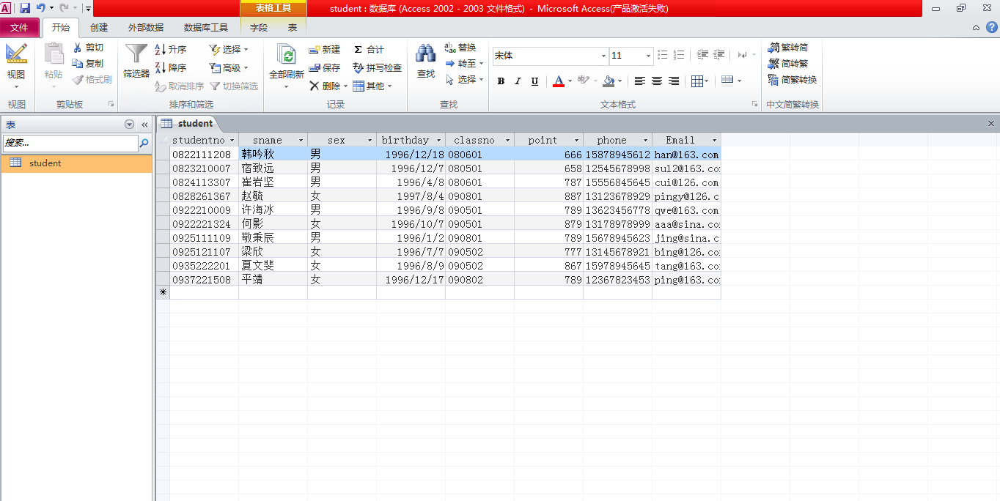 表格工具
student : 数据库 (Access 2002 - 2003 文件格式) - Microsoft Access(产品激活失败)
文件 开始 创建 外部数据 数据库工具 字段 表
视图 粘贴 剪切 复制 格式刷
筛选器 升序 降序 取消排序 选择 高级 切换筛选
全部刷新 新建 保存 删除 Σ 合计 拼写检查 其他
查找 替换 转至 选择
宋体 11
B I U A ab
繁转简
简转繁
简繁转换
视图 剪贴板 排序和筛选 记录 查找 文本格式 中文简繁转换
表
搜索...
student
student
studentno sname sex birthday classno point phone Email
0822111208 韩吟秋 男 1996/12/18 080601 666 15878945612 han@163.com
0823210007 宿致远 男 1996/12/7 080501 658 12545678998 su12@163.co
0824113307 崔岩坚 男 1996/4/8 080601 787 15556845645 cui@126.com
0828261367 赵毓 女 1997/8/4 090801 887 13123678929 pingy@126.c
0922210009 许海冰 男 1996/9/8 080501 789 13623456778 qwe@163.com
0922221324 何影 女 1996/10/7 080501 879 13178978999 aaa@sina.co
0925111109 敬秉辰 男 1996/1/2 090801 789 15678945623 jing@sina.c
0925121107 梁欣 女 1996/7/7 090502 777 13145678921 bing@126.co
0935222201 夏文斐 女 1996/8/9 090502 867 15978945645 tang@163.co
0937221508 平靖 女 1996/12/17 090802 789 12367823453 ping@163.co